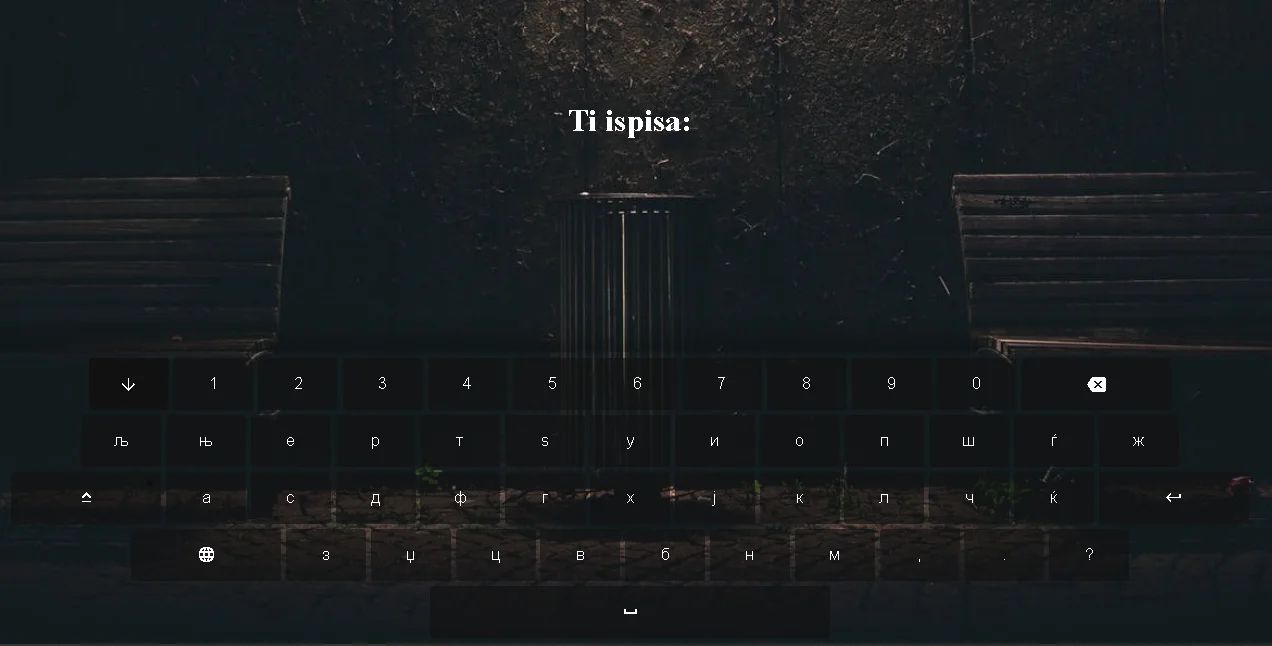 Ti ispisa:
1 2 3 4 5 6 7 8 9 0
љ њ е р т ѕ у и о п ш ѓ ж
а с д ф г х ј к л ч ќ
з џ ц в б н м , . ?